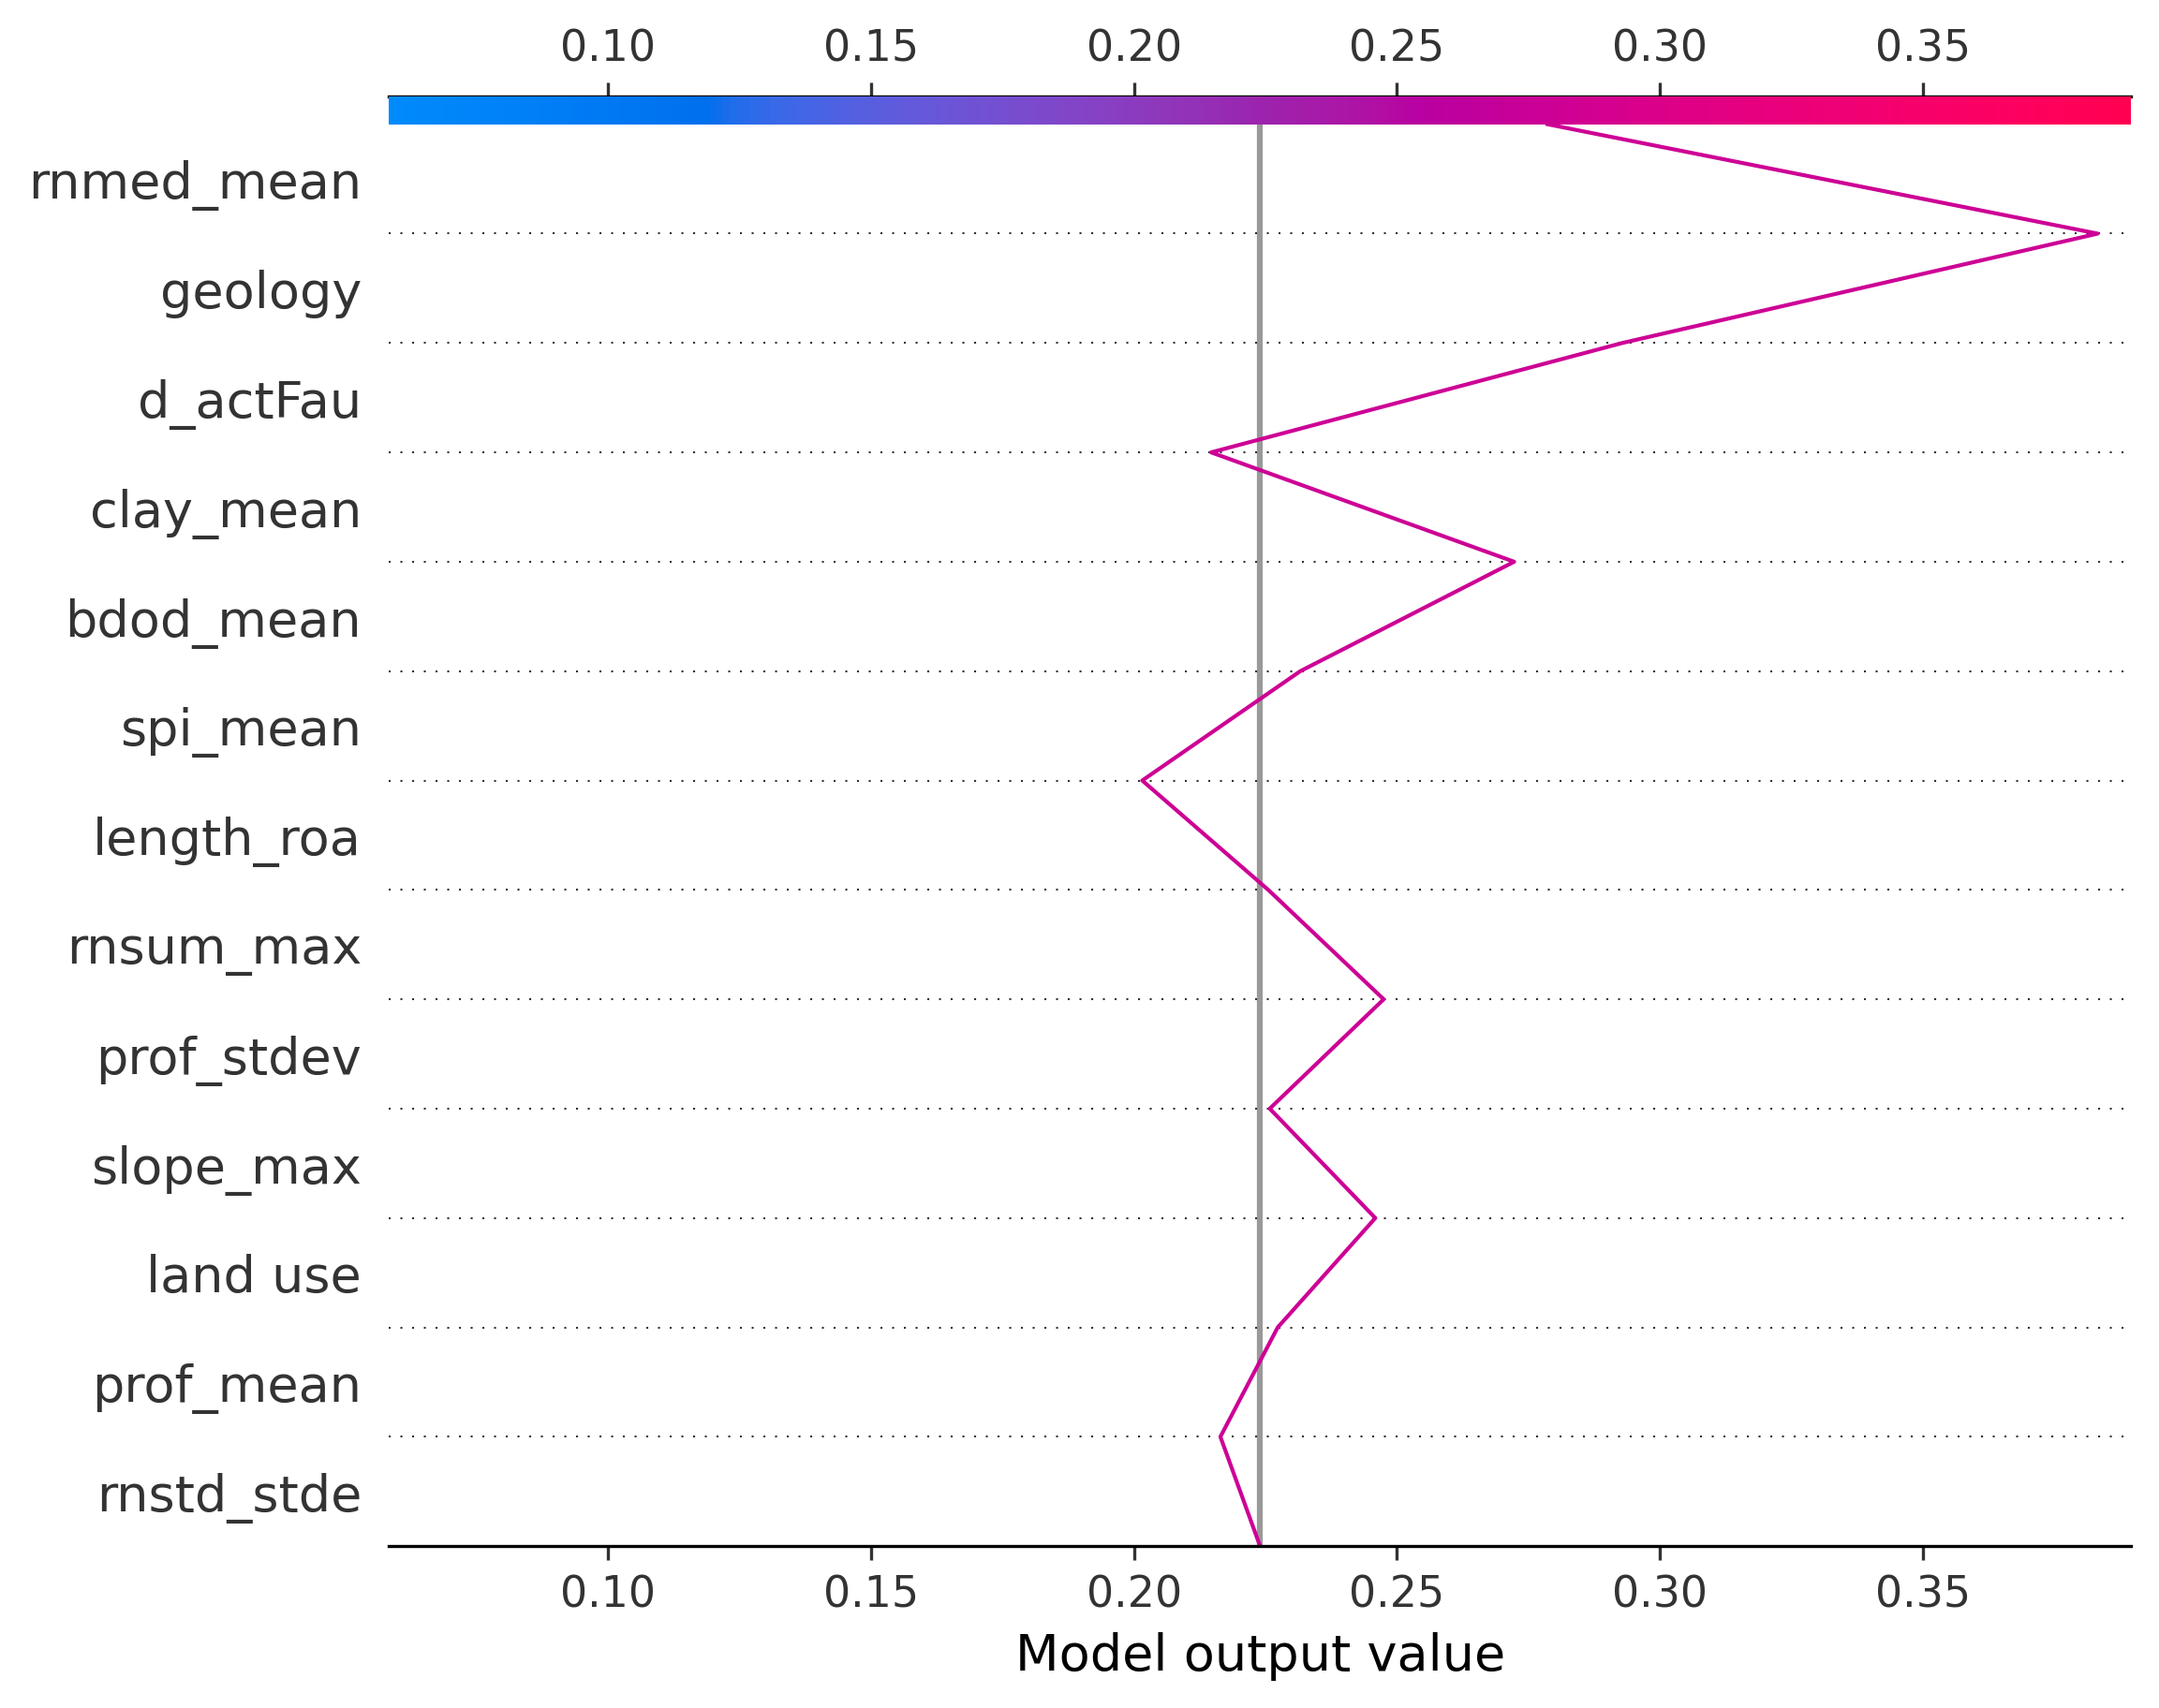 0.10 0.15 0.20 0.25 0.30 0.35
rnmed_mean
geology
d_actFau
clay_mean
bdod_mean
spi_mean
length_roa
rnsum_max
prof_stdev
slope_max
land use
prof_mean
rnstd_stde
0.10 0.15 0.20 0.25 0.30 0.35
Model output value